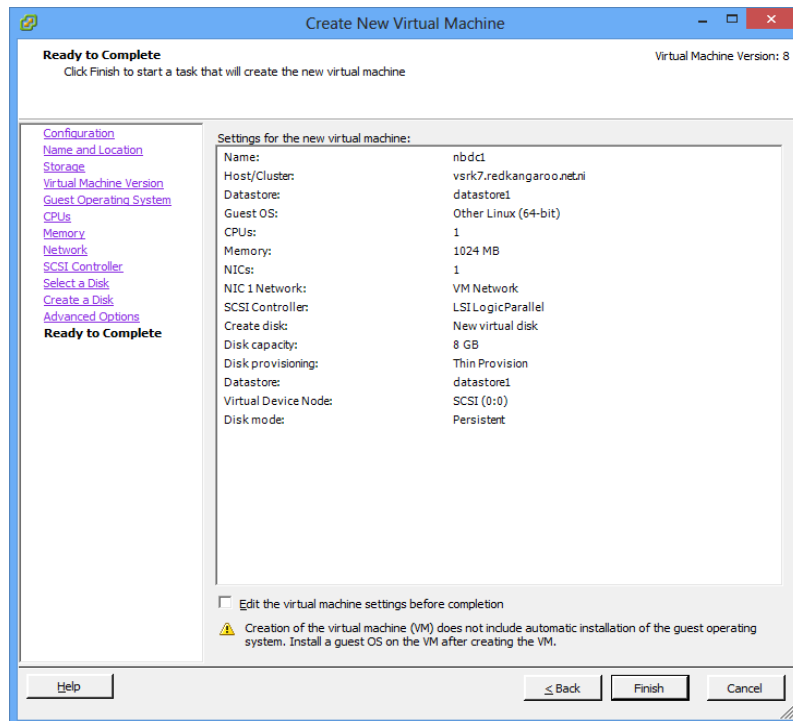 Create New Virtual Machine
Ready to Complete
Click Finish to start a task that will create the new virtual machine
Virtual Machine Version: 8
Configuration
Name and Location
Storage
Virtual Machine Version
Guest Operating System
CPUs
Memory
Network
SCSI Controller
Select a Disk
Create a Disk
Advanced Options
Ready to Complete
Settings for the new virtual machine:
Name: nbdc1
Host/Cluster: vsrk7.redkangaroo.net.ni
Datastore: datastore1
Guest OS: Other Linux (64-bit)
CPUs: 1
Memory: 1024 MB
NICs: 1
NIC 1 Network: VM Network
SCSI Controller: LSI Logic Parallel
Create disk: New virtual disk
Disk capacity: 8 GB
Disk provisioning: Thin Provision
Datastore: datastore1
Virtual Device Node: SCSI (0:0)
Disk mode: Persistent
Edit the virtual machine settings before completion
Creation of the virtual machine (VM) does not include automatic installation of the guest operating
system. Install a guest OS on the VM after creating the VM.
Help
< Back
Finish
Cancel